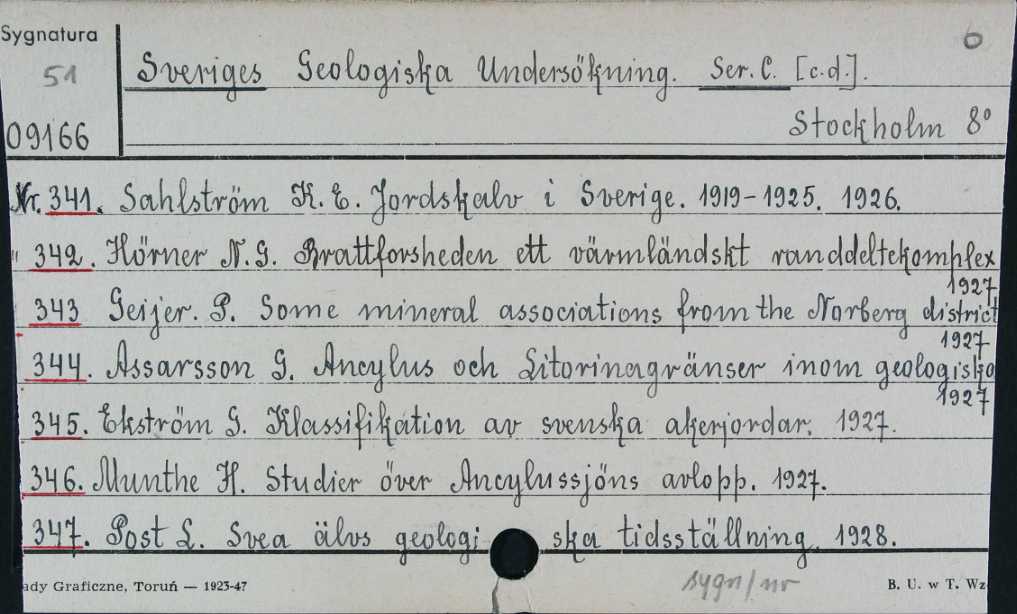 Sygnatura
6
51
Sveriges Geologiska Undersökning. Ser. C. [c.d.].
09166
Stockholm 8°
Nr. 341. Sahlström K. E. Jordskalv i Sverige. 1919-1925. 1926.
" 342. Hörner N. G. Brattforsheden ett värmländskt randdeltekomplex
1927
343 Geijer. P. Some mineral associations from the Norberg district
1927
344. Assarsson G. Ancylus och Litorinagränser inom geologiska
1927
345. Ekström G. Klassifikation av svenska akerjordar. 1927.
346. Munthe H. Studier över Ancylussjöns avlopp. 1927.
347. Post L. Svea älvs geologi ska tidsställning. 1928.
ady Graficzne, Toruń — 1923-47
sygn/nr
B. U. w T. Wz